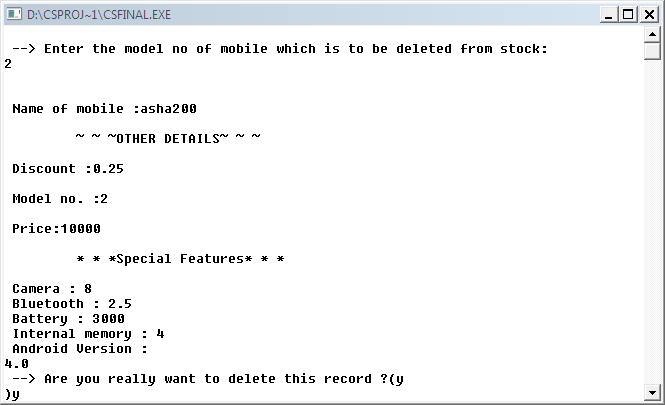 D:\CSPROJ~1\CSFINAL.EXE
--> Enter the model no of mobile which is to be deleted from stock:
2
Name of mobile :asha200
~ ~ ~OTHER DETAILS~ ~ ~
Discount :0.25
Model no. :2
Price:10000
* * *Special Features* * *
Camera : 8
Bluetooth : 2.5
Battery : 3000
Internal memory : 4
Android Version :
4.0
--> Are you really want to delete this record ?(y
)y